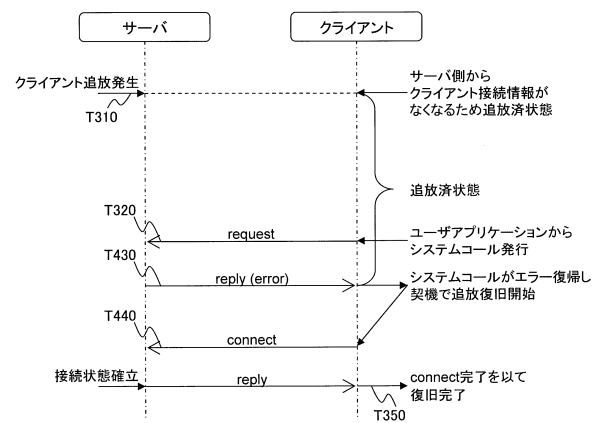 サーバ
クライアント
クライアント追放発生
T310
サーバ側から
クライアント接続情報が
なくなるため追放済状態
追放済状態
T320
request
ユーザアプリケーションから
システムコール発行
T430
reply (error)
システムコールがエラー復帰し
契機で追放復旧開始
T440
connect
接続状態確立
reply
connect完了を以て
復旧完了
T350